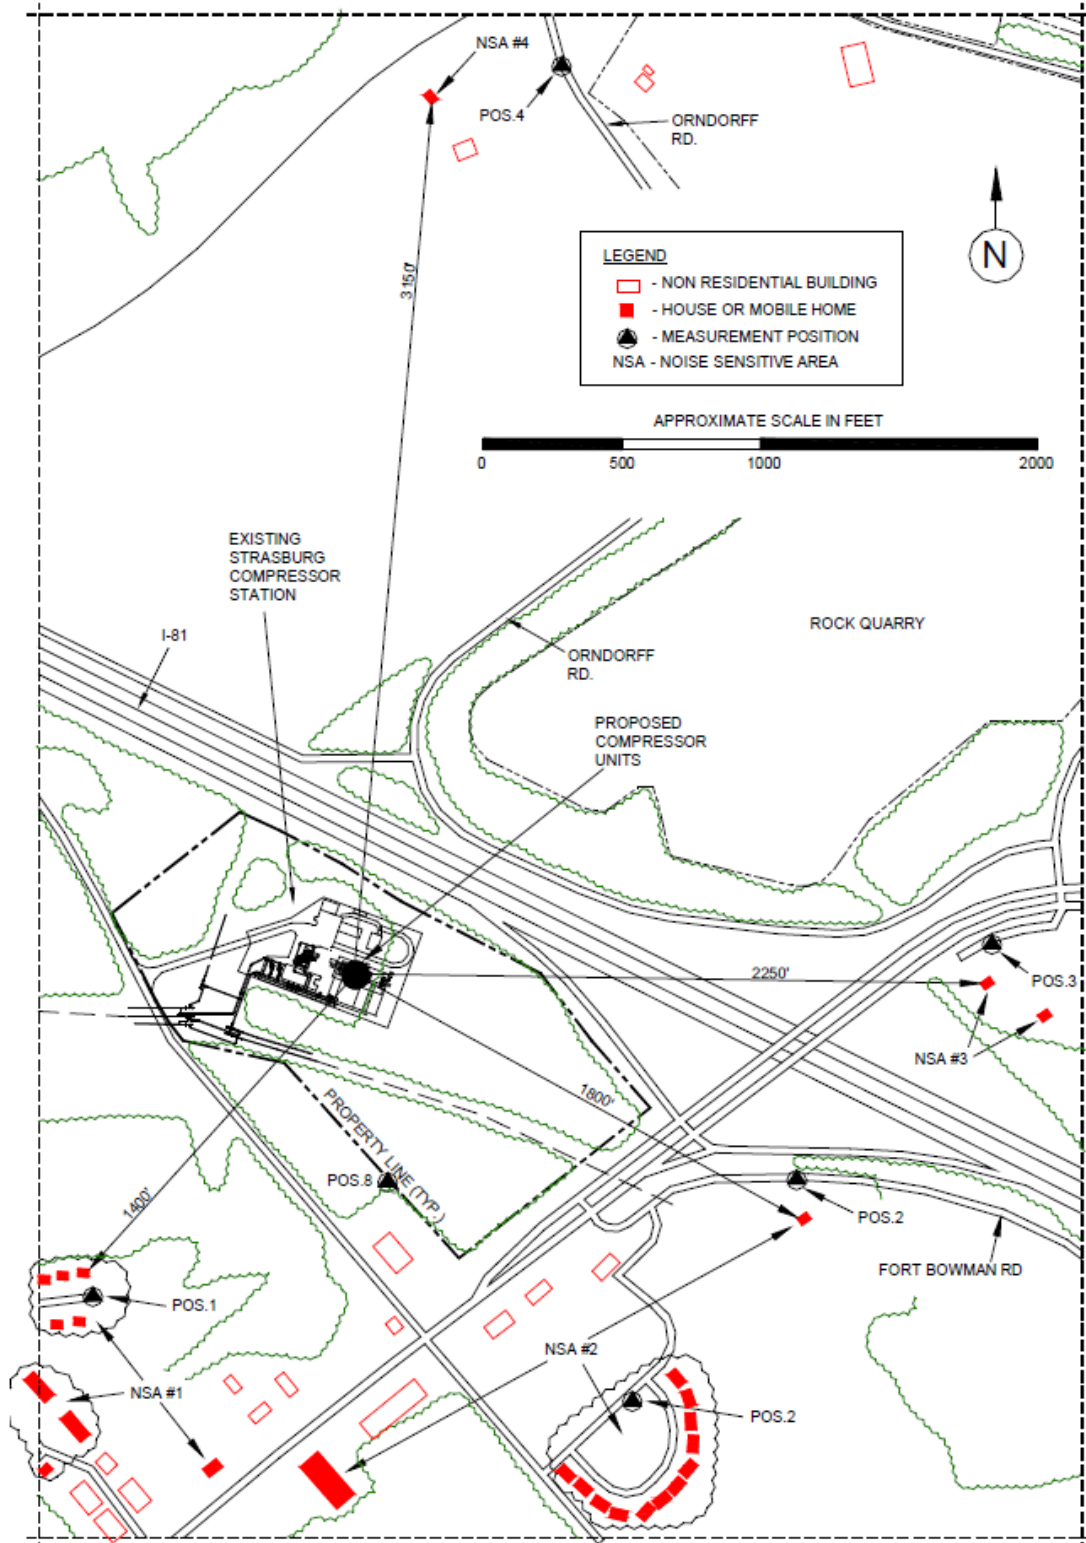 NSA #4
POS.4
ORNDORFF
RD.
N
LEGEND
- NON RESIDENTIAL BUILDING
- HOUSE OR MOBILE HOME
- MEASUREMENT POSITION
NSA - NOISE SENSITIVE AREA
3150'
APPROXIMATE SCALE IN FEET
0 500 1000 2000
EXISTING
STRASBURG
COMPRESSOR
STATION
I-81
ROCK QUARRY
ORNDORFF
RD.
PROPOSED
COMPRESSOR
UNITS
2250'
POS.3
NSA #3
1800'
PROPERTY LINE (TYP.)
POS.8
1400'
POS.2
FORT BOWMAN RD
POS.1
NSA #2
NSA #1
POS.2